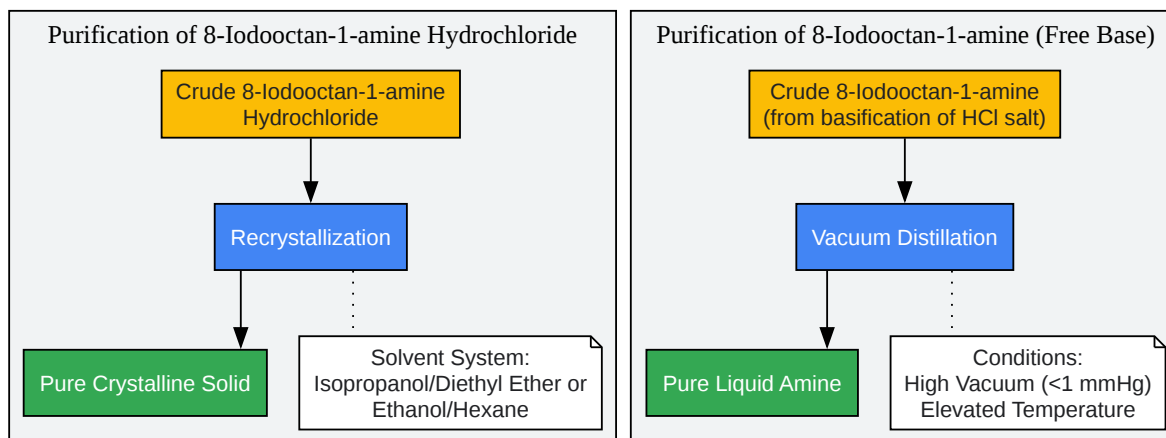 Purification of 8-Iodooctan-1-amine Hydrochloride
Crude 8-Iodooctan-1-amine
Hydrochloride
Recrystallization
Pure Crystalline Solid
Solvent System:
Isopropanol/Diethyl Ether or
Ethanol/Hexane
Purification of 8-Iodooctan-1-amine (Free Base)
Crude 8-Iodooctan-1-amine
(from basification of HCl salt)
Vacuum Distillation
Pure Liquid Amine
Conditions:
High Vacuum (<1 mmHg)
Elevated Temperature